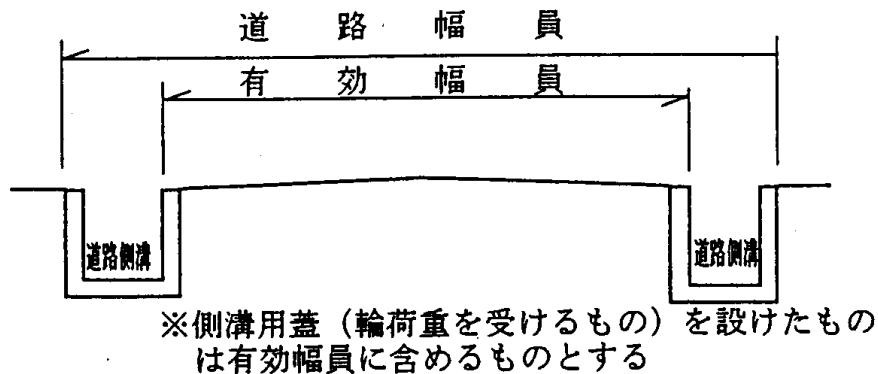 道路幅員
有効幅員
道路側溝
道路側溝
※側溝用蓋（輪荷重を受けるもの）を設けたもの
は有効幅員に含めるものとする